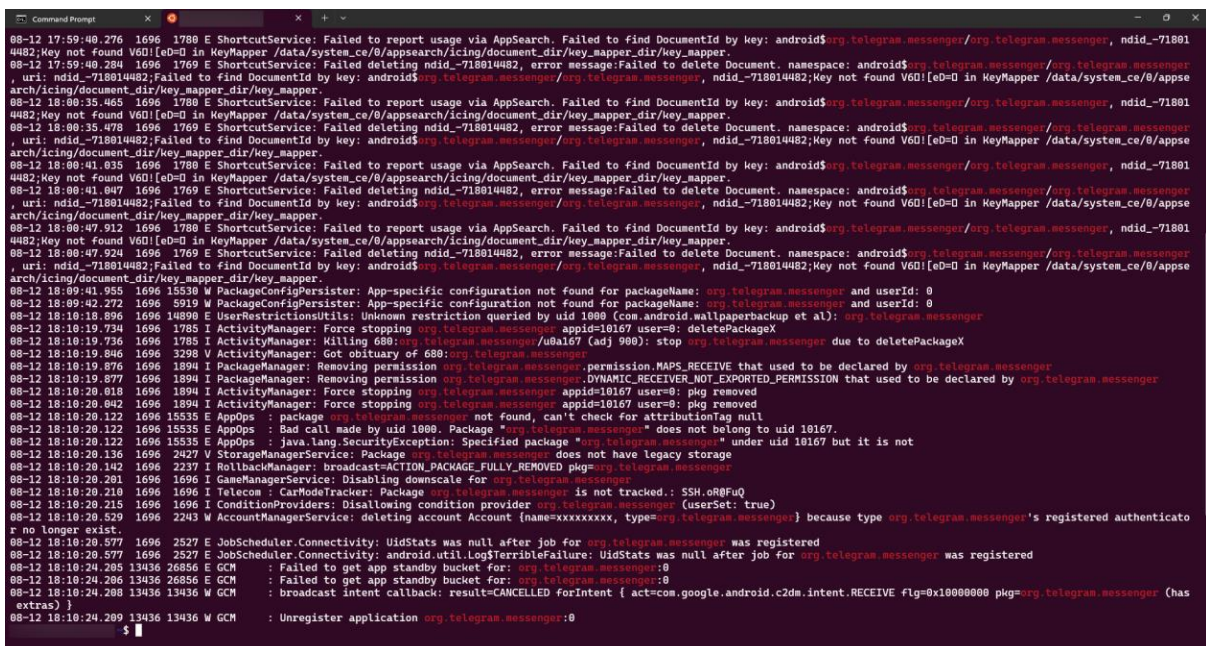 Command Prompt
08-12 17:59:40.276  1696  1780 E ShortcutService: Failed to report usage via AppSearch. Failed to find DocumentId by key: android$org.telegram.messenger/org.telegram.messenger, ndid_-71801
4482;Key not found V6▯![eD=▯ in KeyMapper /data/system_ce/0/appsearch/icing/document_dir/key_mapper_dir/key_mapper.
08-12 17:59:40.284  1696  1769 E ShortcutService: Failed deleting ndid_-718014482, error message:Failed to delete Document. namespace: android$org.telegram.messenger/org.telegram.messenger
, uri: ndid_-718014482;Failed to find DocumentId by key: android$org.telegram.messenger/org.telegram.messenger, ndid_-718014482;Key not found V6▯![eD=▯ in KeyMapper /data/system_ce/0/appse
arch/icing/document_dir/key_mapper_dir/key_mapper.
08-12 18:00:35.465  1696  1780 E ShortcutService: Failed to report usage via AppSearch. Failed to find DocumentId by key: android$org.telegram.messenger/org.telegram.messenger, ndid_-71801
4482;Key not found V6▯![eD=▯ in KeyMapper /data/system_ce/0/appsearch/icing/document_dir/key_mapper_dir/key_mapper.
08-12 18:00:35.478  1696  1769 E ShortcutService: Failed deleting ndid_-718014482, error message:Failed to delete Document. namespace: android$org.telegram.messenger/org.telegram.messenger
, uri: ndid_-718014482;Failed to find DocumentId by key: android$org.telegram.messenger/org.telegram.messenger, ndid_-718014482;Key not found V6▯![eD=▯ in KeyMapper /data/system_ce/0/appse
arch/icing/document_dir/key_mapper_dir/key_mapper.
08-12 18:00:41.035  1696  1780 E ShortcutService: Failed to report usage via AppSearch. Failed to find DocumentId by key: android$org.telegram.messenger/org.telegram.messenger, ndid_-71801
4482;Key not found V6▯![eD=▯ in KeyMapper /data/system_ce/0/appsearch/icing/document_dir/key_mapper_dir/key_mapper.
08-12 18:00:41.047  1696  1769 E ShortcutService: Failed deleting ndid_-718014482, error message:Failed to delete Document. namespace: android$org.telegram.messenger/org.telegram.messenger
, uri: ndid_-718014482;Failed to find DocumentId by key: android$org.telegram.messenger/org.telegram.messenger, ndid_-718014482;Key not found V6▯![eD=▯ in KeyMapper /data/system_ce/0/appse
arch/icing/document_dir/key_mapper_dir/key_mapper.
08-12 18:00:47.912  1696  1780 E ShortcutService: Failed to report usage via AppSearch. Failed to find DocumentId by key: android$org.telegram.messenger/org.telegram.messenger, ndid_-71801
4482;Key not found V6▯![eD=▯ in KeyMapper /data/system_ce/0/appsearch/icing/document_dir/key_mapper_dir/key_mapper.
08-12 18:00:47.924  1696  1769 E ShortcutService: Failed deleting ndid_-718014482, error message:Failed to delete Document. namespace: android$org.telegram.messenger/org.telegram.messenger
, uri: ndid_-718014482;Failed to find DocumentId by key: android$org.telegram.messenger/org.telegram.messenger, ndid_-718014482;Key not found V6▯![eD=▯ in KeyMapper /data/system_ce/0/appse
arch/icing/document_dir/key_mapper_dir/key_mapper.
08-12 18:09:41.955  1696 15530 W PackageConfigPersister: App-specific configuration not found for packageName: org.telegram.messenger and userId: 0
08-12 18:09:42.272  1696  5919 W PackageConfigPersister: App-specific configuration not found for packageName: org.telegram.messenger and userId: 0
08-12 18:10:18.896  1696 14890 E UserRestrictionsUtils: Unknown restriction queried by uid 1000 (com.android.wallpaperbackup et al): org.telegram.messenger
08-12 18:10:19.734  1696  1785 I ActivityManager: Force stopping org.telegram.messenger appid=10167 user=0: deletePackageX
08-12 18:10:19.736  1696  1785 I ActivityManager: Killing 680:org.telegram.messenger/u0a167 (adj 900): stop org.telegram.messenger due to deletePackageX
08-12 18:10:19.846  1696  3298 V ActivityManager: Got obituary of 680:org.telegram.messenger
08-12 18:10:19.876  1696  1894 I PackageManager: Removing permission org.telegram.messenger.permission.MAPS_RECEIVE that used to be declared by org.telegram.messenger
08-12 18:10:19.877  1696  1894 I PackageManager: Removing permission org.telegram.messenger.DYNAMIC_RECEIVER_NOT_EXPORTED_PERMISSION that used to be declared by org.telegram.messenger
08-12 18:10:20.018  1696  1894 I ActivityManager: Force stopping org.telegram.messenger appid=10167 user=0: pkg removed
08-12 18:10:20.042  1696  1894 I ActivityManager: Force stopping org.telegram.messenger appid=10167 user=0: pkg removed
08-12 18:10:20.122  1696 15535 E AppOps  : package org.telegram.messenger not found, can't check for attributionTag null
08-12 18:10:20.122  1696 15535 E AppOps  : Bad call made by uid 1000. Package "org.telegram.messenger" does not belong to uid 10167.
08-12 18:10:20.122  1696 15535 E AppOps  : java.lang.SecurityException: Specified package "org.telegram.messenger" under uid 10167 but it is not
08-12 18:10:20.136  1696  2427 V StorageManagerService: Package org.telegram.messenger does not have legacy storage
08-12 18:10:20.142  1696  2237 I RollbackManager: broadcast=ACTION_PACKAGE_FULLY_REMOVED pkg=org.telegram.messenger
08-12 18:10:20.201  1696  1696 I GameManagerService: Disabling downscale for org.telegram.messenger
08-12 18:10:20.210  1696  1696 I Telecom : CarModeTracker: Package org.telegram.messenger is not tracked.: SSH.oR@FuQ
08-12 18:10:20.215  1696  1696 I ConditionProviders: Disallowing condition provider org.telegram.messenger (userSet: true)
08-12 18:10:20.529  1696  2243 W AccountManagerService: deleting account Account {name=xxxxxxxxx, type=org.telegram.messenger} because type org.telegram.messenger's registered authenticato
r no longer exist.
08-12 18:10:20.577  1696  2527 E JobScheduler.Connectivity: UidStats was null after job for org.telegram.messenger was registered
08-12 18:10:20.577  1696  2527 E JobScheduler.Connectivity: android.util.Log$TerribleFailure: UidStats was null after job for org.telegram.messenger was registered
08-12 18:10:24.205 13436 26856 E GCM     : Failed to get app standby bucket for: org.telegram.messenger:0
08-12 18:10:24.206 13436 26856 E GCM     : Failed to get app standby bucket for: org.telegram.messenger:0
08-12 18:10:24.208 13436 13436 W GCM     : broadcast intent callback: result=CANCELLED forIntent { act=com.google.android.c2dm.intent.RECEIVE flg=0x10000000 pkg=org.telegram.messenger (has
 extras) }
08-12 18:10:24.209 13436 13436 W GCM     : Unregister application org.telegram.messenger:0
$